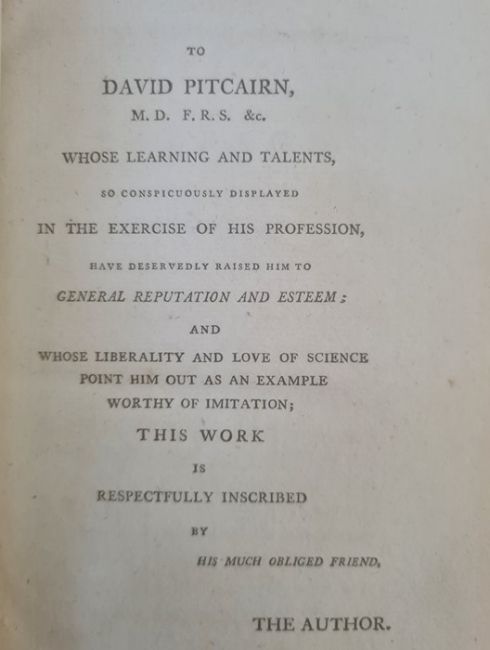 TO
DAVID PITCAIRN,
M. D. F. R. S. &c.
WHOSE LEARNING AND TALENTS,
SO CONSPICUOUSLY DISPLAYED
IN THE EXERCISE OF HIS PROFESSION,
HAVE DESERVEDLY RAISED HIM TO
GENERAL REPUTATION AND ESTEEM;
AND
WHOSE LIBERALITY AND LOVE OF SCIENCE
POINT HIM OUT AS AN EXAMPLE
WORTHY OF IMITATION;
THIS WORK
IS
RESPECTFULLY INSCRIBED
BY
HIS MUCH OBLIGED FRIEND,
THE AUTHOR.